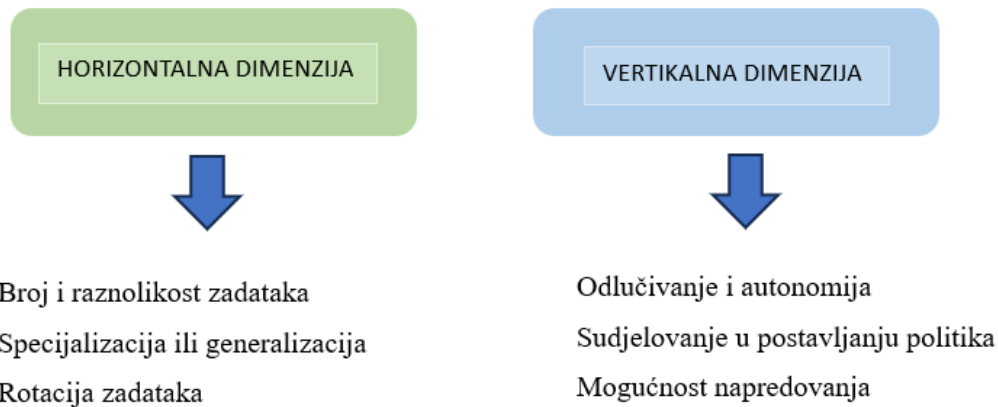 HORIZONTALNA DIMENZIJA
VERTIKALNA DIMENZIJA
Broj i raznolikost zadataka
Specijalizacija ili generalizacija
Rotacija zadataka
Odlučivanje i autonomija
Sudjelovanje u postavljanju politika
Mogućnost napredovanja